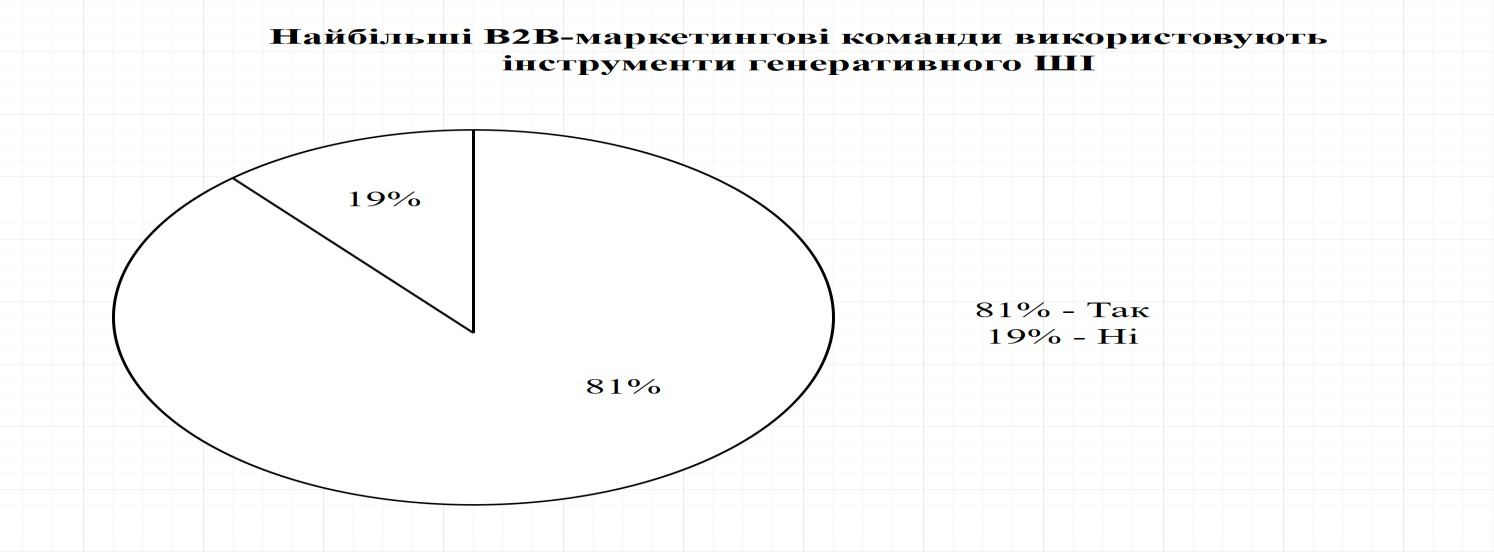 Найбільші B2B-маркетингові команди використовують
інструменти генеративного ШІ
19%
81% - Так
19% - Ні
81%